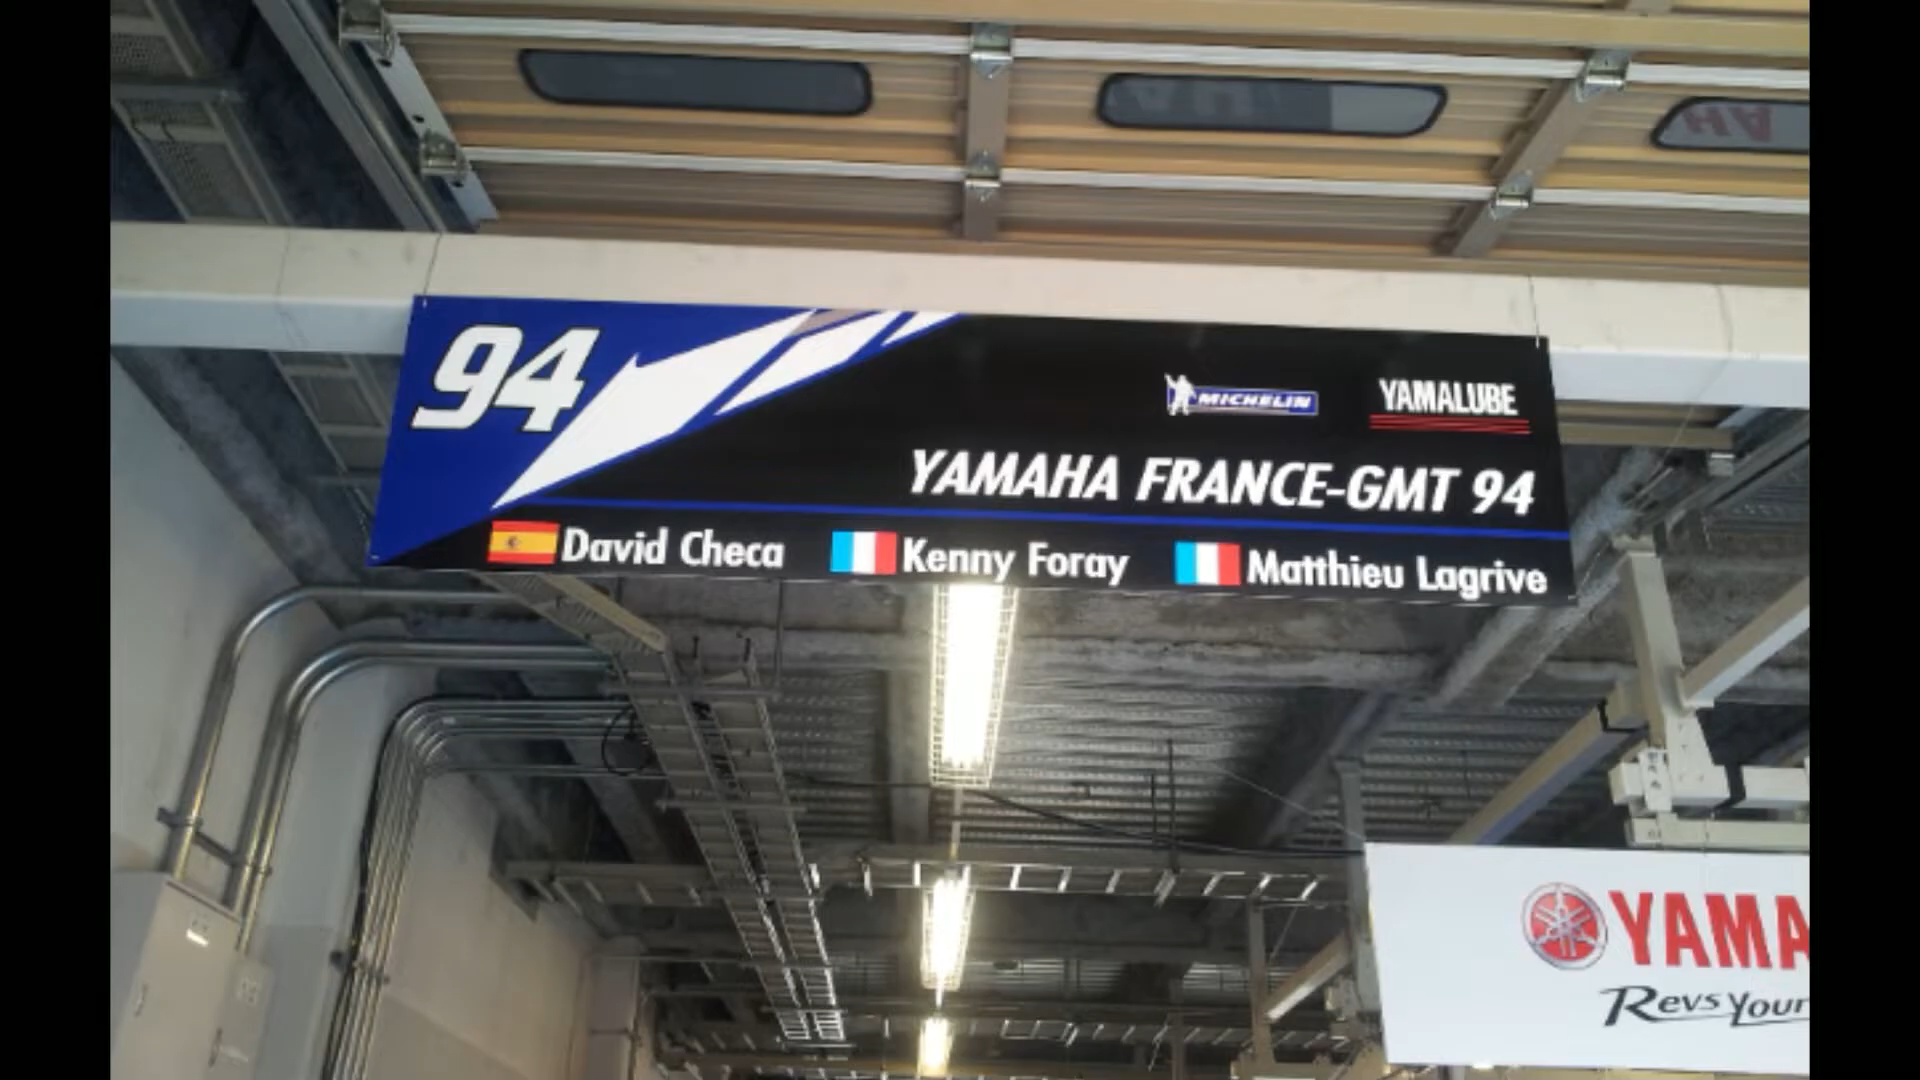 94
MICHELIN
YAMALUBE
YAMAHA FRANCE-GMT 94
David Checa
Kenny Foray
Matthieu Lagrive
YAMA
Revs Your